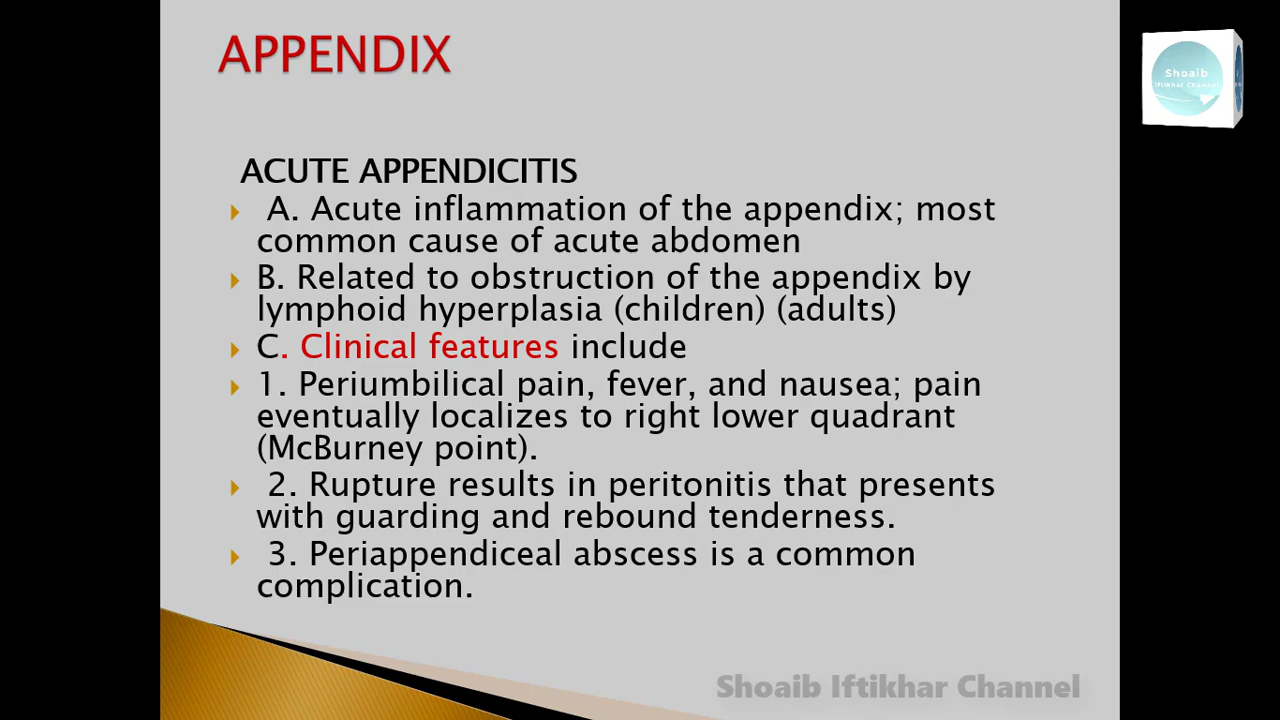 APPENDIX
Shoaib
Iftikhar Channel
ACUTE APPENDICITIS
A. Acute inflammation of the appendix; most
common cause of acute abdomen
B. Related to obstruction of the appendix by
lymphoid hyperplasia (children) (adults)
C. Clinical features include
1. Periumbilical pain, fever, and nausea; pain
eventually localizes to right lower quadrant
(McBurney point).
2. Rupture results in peritonitis that presents
with guarding and rebound tenderness.
3. Periappendiceal abscess is a common
complication.
Shoaib Iftikhar Channel